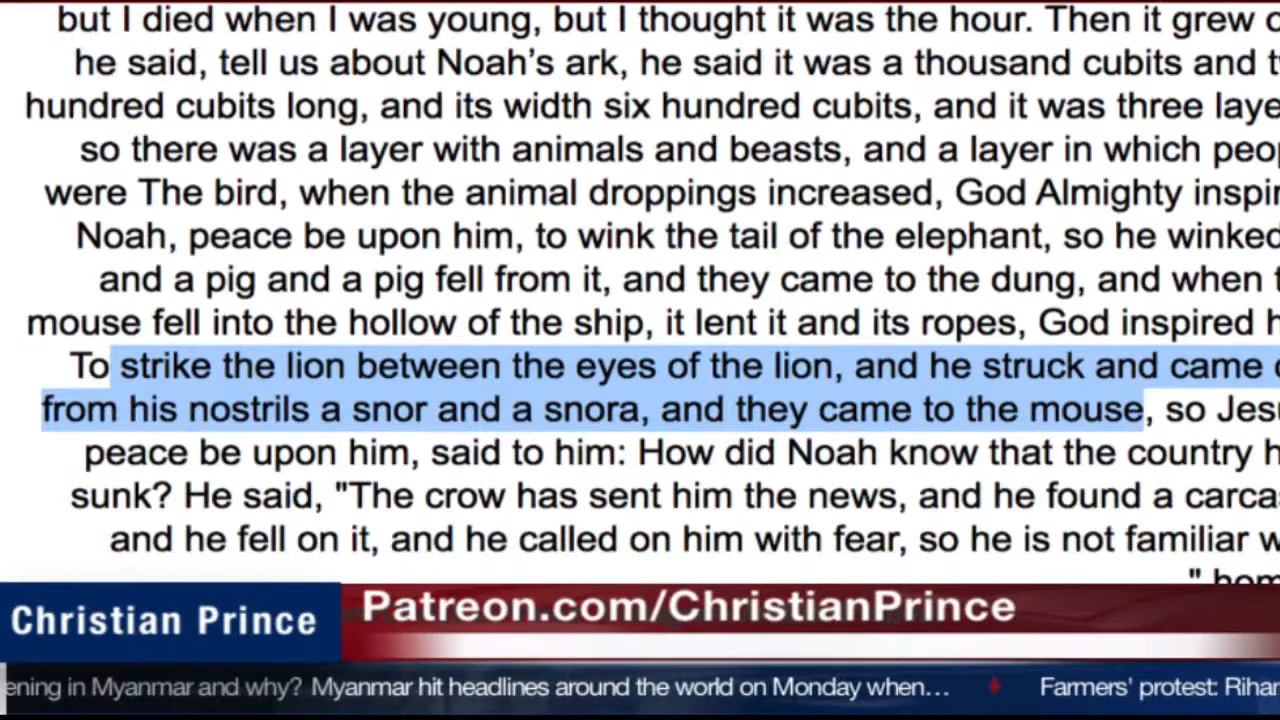 but I died when I was young, but I thought it was the hour. Then it grew
he said, tell us about Noah's ark, he said it was a thousand cubits and
hundred cubits long, and its width six hundred cubits, and it was three
so there was a layer with animals and beasts, and a layer in which
were The bird, when the animal droppings increased, God Almighty
Noah, peace be upon him, to wink the tail of the elephant, so he winked
and a pig and a pig fell from it, and they came to the dung, and when
mouse fell into the hollow of the ship, it lent it and its ropes, God inspired
To strike the lion between the eyes of the lion, and he struck and came
from his nostrils a snor and a snora, and they came to the mouse, so
peace be upon him, said to him: How did Noah know that the country
sunk? He said, "The crow has sent him the news, and he found a
and he fell on it, and he called on him with fear, so he is not familiar
Christian Prince
Patreon.com/ChristianPrince
ening in Myanmar and why? Myanmar hit headlines around the world on Monday when… Farmers' protest: